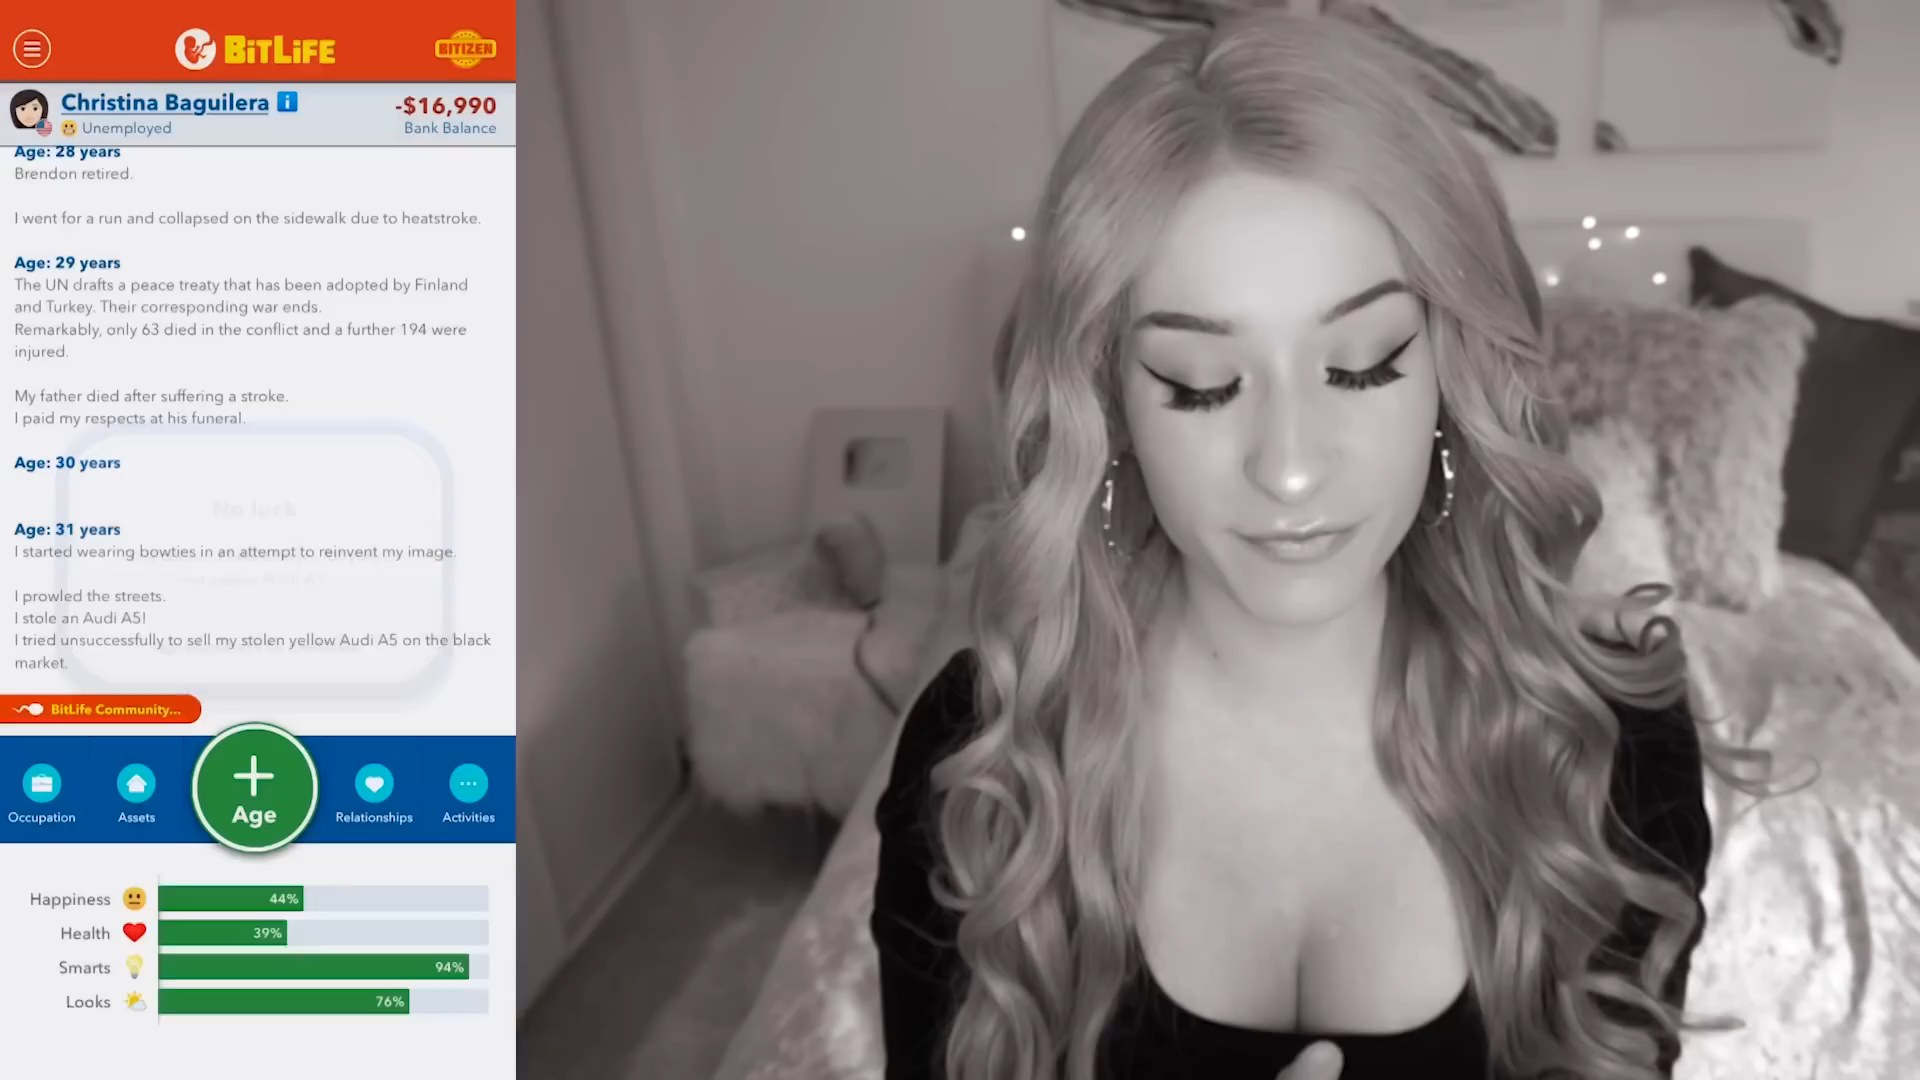 BiTLiFE
BITIZEN
Christina Baguilera i
-$16,990
Unemployed
Bank Balance
Age: 28 years
Brendon retired.
I went for a run and collapsed on the sidewalk due to heatstroke.
Age: 29 years
The UN drafts a peace treaty that has been adopted by Finland
and Turkey. Their corresponding war ends.
Remarkably, only 63 died in the conflict and a further 194 were
injured.
My father died after suffering a stroke.
I paid my respects at his funeral.
Age: 30 years
No luck
Age: 31 years
I started wearing bowties in an attempt to reinvent my image.
I prowled the streets.
I stole an Audi A5!
I tried unsuccessfully to sell my stolen yellow Audi A5 on the black
market.
BitLife Community...
Occupation
Assets
Age
Relationships
Activities
Happiness 44%
Health 39%
Smarts 94%
Looks 76%